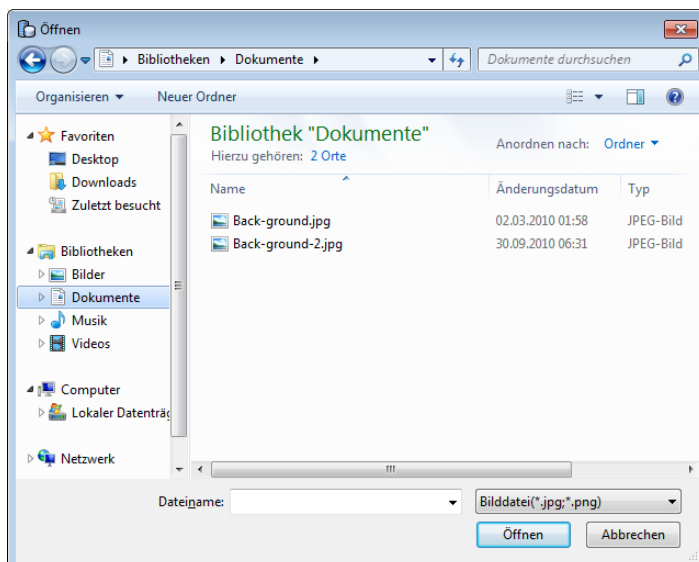 Öffnen
Bibliotheken Dokumente
Dokumente durchsuchen
Organisieren Neuer Ordner
Favoriten
Desktop
Downloads
Zuletzt besucht
Bibliotheken
Bilder
Dokumente
Musik
Videos
Computer
Lokaler Datenträg
Netzwerk
Bibliothek "Dokumente"
Hierzu gehören: 2 Orte
Anordnen nach: Ordner
Name Änderungsdatum Typ
Back-ground.jpg 02.03.2010 01:58 JPEG-Bild
Back-ground-2.jpg 30.09.2010 06:31 JPEG-Bild
Dateiname:
Bilddatei(*.jpg;*.png)
Öffnen Abbrechen